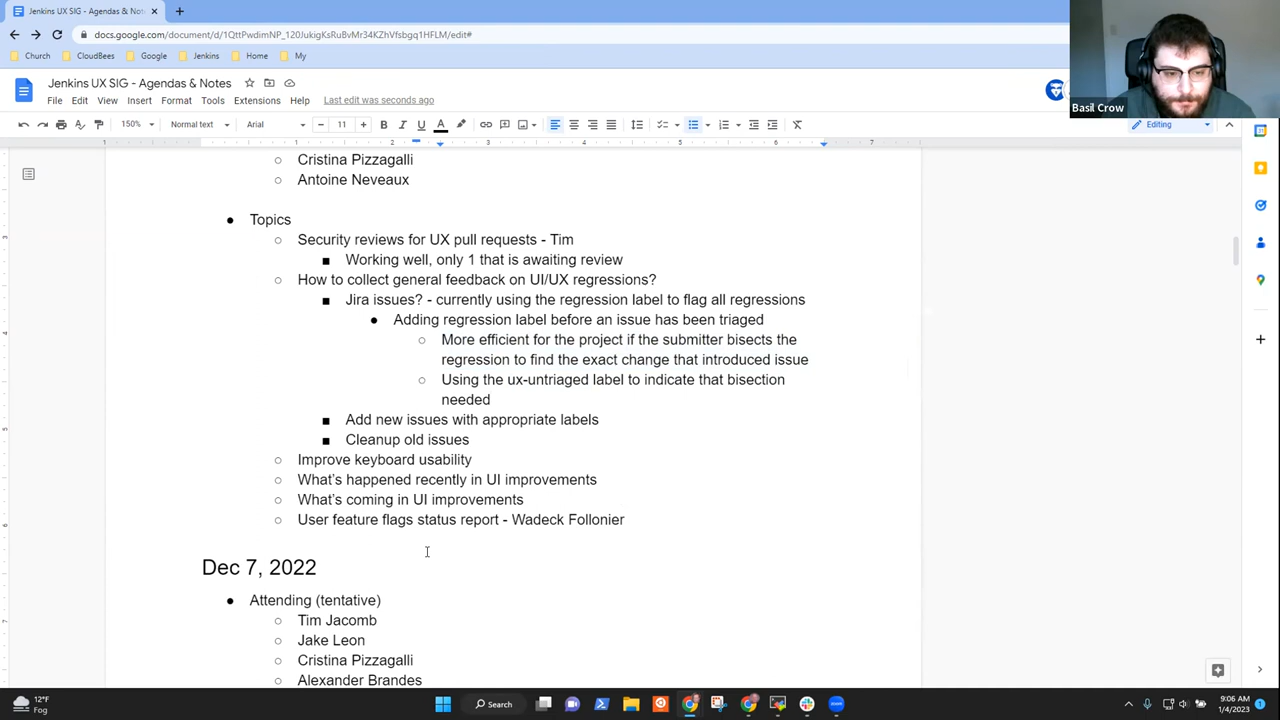 Jenkins UX SIG - Agendas & Not
docs.google.com/document/d/1QttPwdimNP_120JukigKsRuBvMr34KZhVfsbgq1HFLM/edit#
Church CloudBees Google Jenkins Home My
Jenkins UX SIG - Agendas & Notes
File Edit View Insert Format Tools Extensions Help Last edit was seconds ago
150% Normal text Arial 11 Editing
Basil Crow
1 1 2 3 4 5 6 7
○ Cristina Pizzagalli
○ Antoine Neveaux
● Topics
○ Security reviews for UX pull requests - Tim
■ Working well, only 1 that is awaiting review
○ How to collect general feedback on UI/UX regressions?
■ Jira issues? - currently using the regression label to flag all regressions
● Adding regression label before an issue has been triaged
○ More efficient for the project if the submitter bisects the
regression to find the exact change that introduced issue
○ Using the ux-untriaged label to indicate that bisection
needed
■ Add new issues with appropriate labels
■ Cleanup old issues
○ Improve keyboard usability
○ What's happened recently in UI improvements
○ What's coming in UI improvements
○ User feature flags status report - Wadeck Follonier
Dec 7, 2022
● Attending (tentative)
○ Tim Jacomb
○ Jake Leon
○ Cristina Pizzagalli
○ Alexander Brandes
12°F
Fog
Search
9:06 AM
1/4/2023